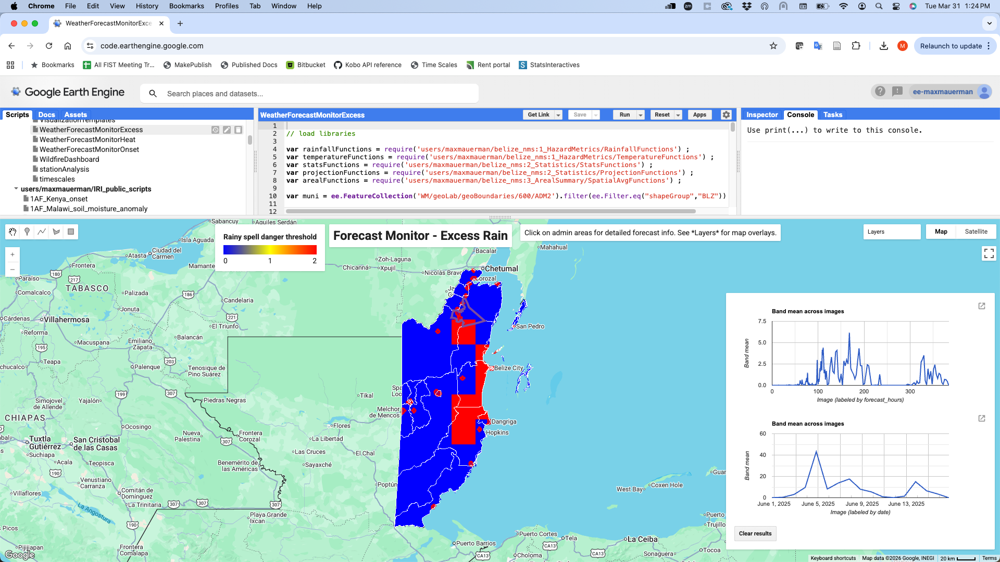 Chrome File Edit View History Bookmarks Profiles Tab Window Help
zm
Tue Mar 31 1:24 PM
WeatherForecastMonitorExce
code.earthengine.google.com
M
Relaunch to update
Bookmarks
All FIST Meeting Tr...
MakePublish
Published Docs
Bitbucket
Kobo API reference
Time Scales
Rent portal
S StatsInteractives
Google Earth Engine
Search places and datasets...
ee-maxmauerman
Scripts Docs Assets
VisualizationTemplates
WeatherForecastMonitorExcess
WeatherForecastMonitorHeat
WeatherForecastMonitorOnset
WildfireDashboard
stationAnalysis
timescales
users/maxmauerman/IRI_public_scripts
1AF_Kenya_onset
1AF_Malawi_soil_moisture_anomaly
WeatherForecastMonitorExcess
Get Link Save Run Reset Apps
1
2 // load libraries
3
4 var rainfallFunctions = require('users/maxmauerman/belize_nms:1_HazardMetrics/RainfallFunctions') ;
5 var temperatureFunctions = require('users/maxmauerman/belize_nms:1_HazardMetrics/TemperatureFunctions') ;
6 var statsFunctions = require('users/maxmauerman/belize_nms:2_Statistics/StatsFunctions') ;
7 var projectionFunctions = require('users/maxmauerman/belize_nms:2_Statistics/ProjectionFunctions') ;
8 var arealFunctions = require('users/maxmauerman/belize_nms:3_ArealSummary/SpatialAvgFunctions') ;
9
10 var muni = ee.FeatureCollection('WM/geoLab/geoBoundaries/600/ADM2').filter(ee.Filter.eq("shapeGroup","BLZ"))
11
12
Inspector Console Tasks
Use print(...) to write to this console.
Rainy spell danger threshold
0 1 2
Forecast Monitor - Excess Rain
Click on admin areas for detailed forecast info. See *Layers* for map overlays.
Layers
Map Satellite
+
−
Sabancuy
Aguiles Serdán
Isla Aguada
Ciudad del
Carmen
Atasta
Frontera
Mamante
Zoh-Laguna
Chicanná
Xpujil
Nicolás Bravo
Bacalar
Mahahual
Chetumal
Corozal
180
217
Paraíso
TABASCO
Comalcalco
Palizada
186
Candelaria
Jonuta
Cárdenas
Villahermosa
221
El Triunfo
Reforma
Macuspana
Balancán
Emiliano
Zapata
195
Teapa
203
Palenque
Tenosique de
Pino Suárez
San Pedro
Belize City
199
307
Yajalón
Simojovel
de Allende
Piedras Negras
Tikal
Melchor
de Mencos
CHIAPAS
Ocosingo
Flores
Dangriga
Hopkins
Nueva
Palestina
Frontera
Corozal
307
La Libertad
Tuxtla
Gutiérrez
San Cristóbal
de las Casas
Suchiapa
Acala
Teopisca
Las Cruces
El Chal
Sayaxché
Benemérito de
las Américas
190
Venustiano
Carranza
Poptún
Villaflores
Comitán de
Domínguez
La Trinitaria
307
307
307
La Angostura
190
Playa Grande
Ixcan
West Bay
Coxen Hole
Picos
Pijijiapan
Frontera
Comalapa
Puerto Cortes
Tela
La Ceiba
Puerto
Trujillo
Puerto Barrios
CA13
CA13
CA13
Choloma
Sonaguera
Tocoa
Band mean across images
7.5
5.0
2.5
0.0
Band mean
0 100 200 300
Image (labeled by forecast_hours)
Band mean across images
60
40
20
0
Band mean
June 1, 2025 June 5, 2025 June 9, 2025 June 13, 2025
Image (labeled by date)
Clear results
Google
Keyboard shortcuts Map data ©2026 Google, INEGI 20 km Terms